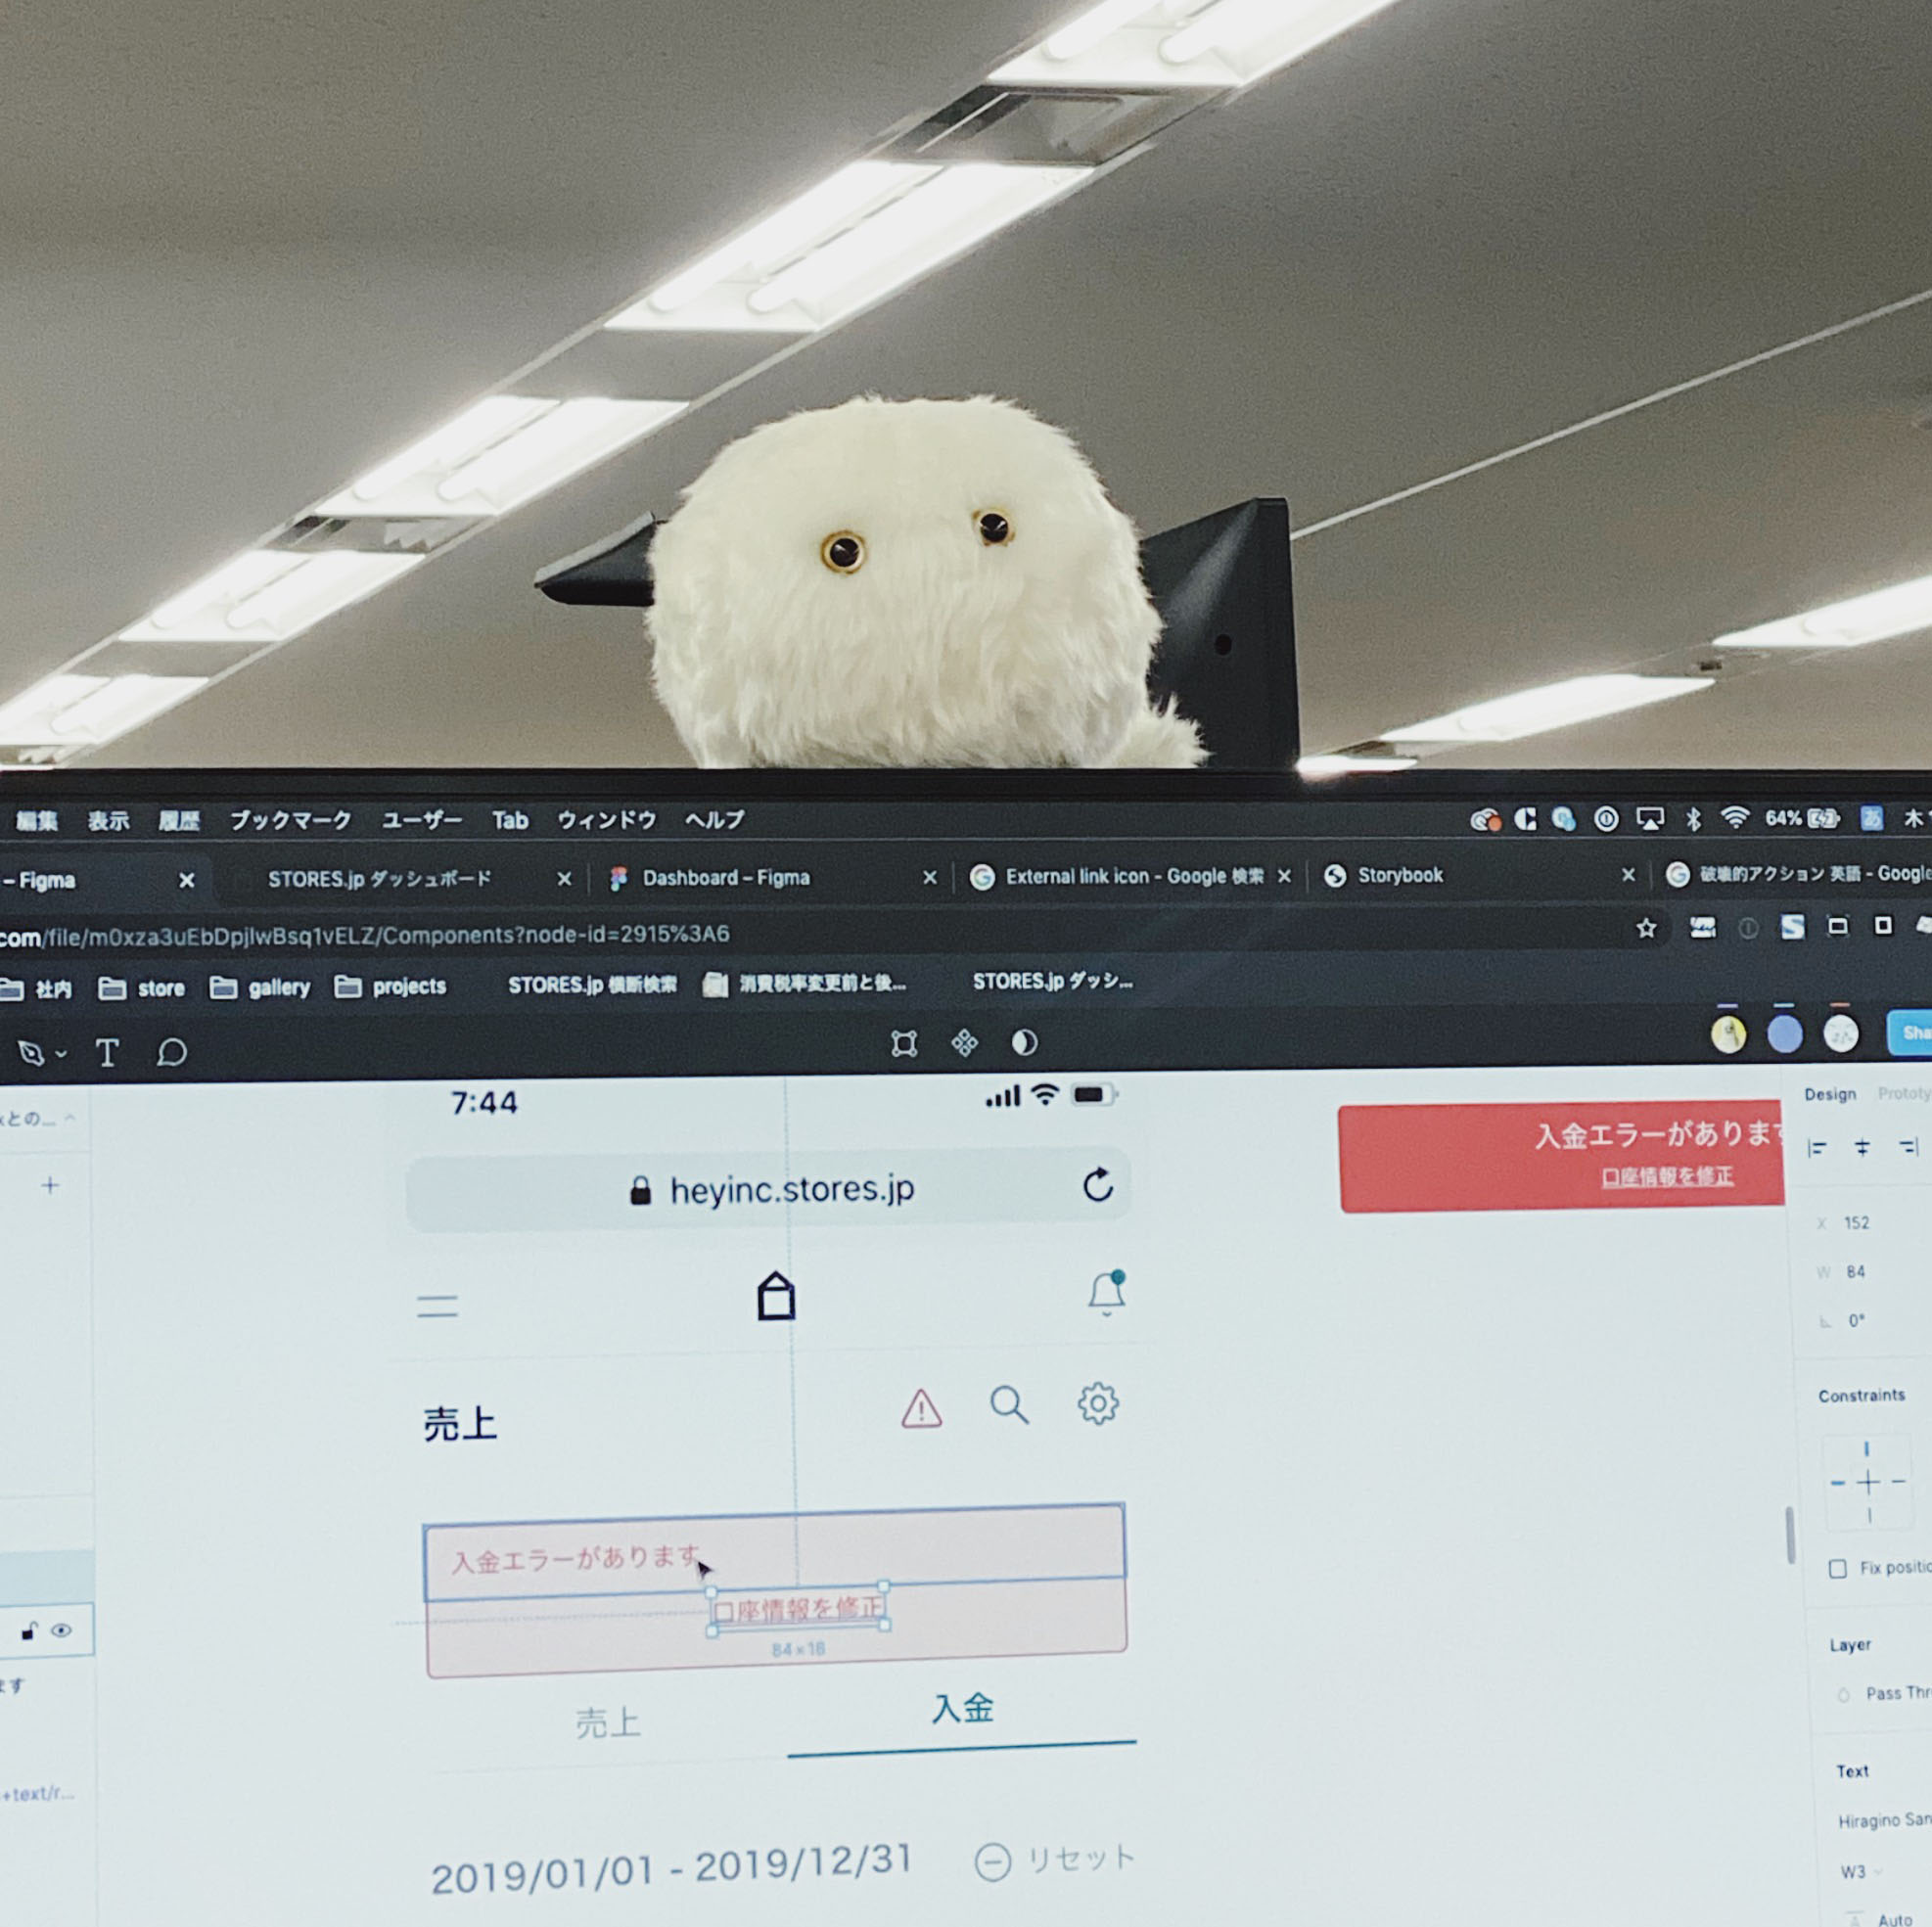 編集 表示 履歴 ブックマーク ユーザー Tab ウィンドウ ヘルプ 64% あ 木
– Figma STORES.jp ダッシュボード Dashboard – Figma External link icon - Google 検索 Storybook 破壊的アクション 英語 - Google
com/file/m0xza3uEbDpjlwBsq1vELZ/Components?node-id=2915%3A6
社内 store gallery projects STORES.jp 横断検索 消費税率変更前と後... STORES.jp ダッシ...
T Sha
との...
7:44
heyinc.stores.jp
売上
入金エラーがあります
口座情報を修正
84×16
売上 入金
2019/01/01 - 2019/12/31 リセット
入金エラーがあります
口座情報を修正
ます
+text/r...
Design Prototy
X 152
W 84
0°
Constraints
Fix positio
Layer
Pass Thr
Text
Hiragino San
W3
Auto